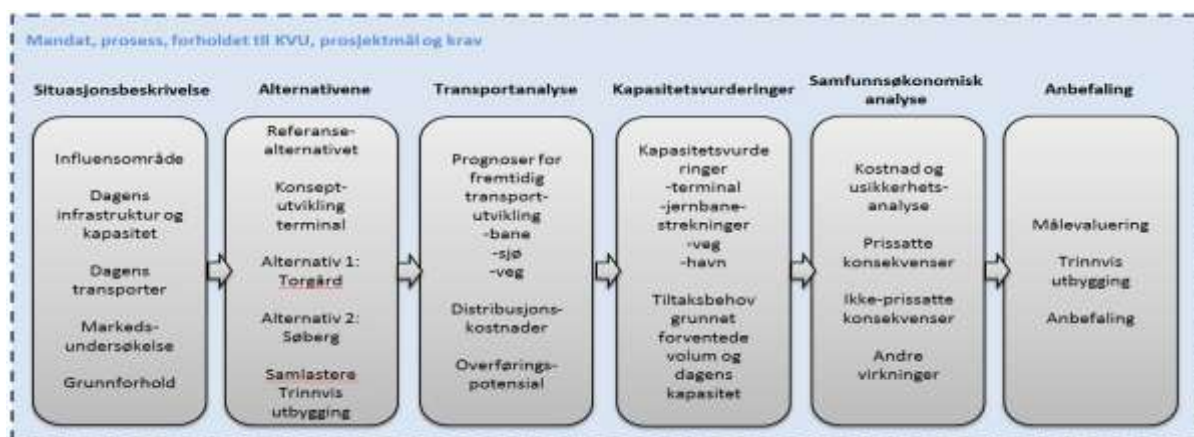 Mandat, prosess, forholdet til KVU, prosjektmål og krav
Situasjonsbeskrivelse
Influensområde
Dagens
infrastruktur og
kapasitet
Dagens
transporter
Markeds-
undersøkelse
Grunnforhold
Alternativene
Referanse-
alternativet
Konsept-
utvikling
terminal
Alternativ 1:
Torgård
Alternativ 2:
Søberg
Samlastere
Trinnvis
utbygging
Transportanalyse
Prognoser for
fremtidig
transport-
utvikling
-bane
-sjø
-veg
Distribusjons-
kostnader
Overførings-
potensial
Kapasitetsvurderinger
Kapasitetsvurde
ringer
-terminal
-jernbane-
strekninger
-veg
-havn
Tiltaksbehov
grunnet
forventede
volum og
dagens
kapasitet
Samfunnsøkonomisk
analyse
Kostnad og
usikkerhets-
analyse
Prissatte
konsekvenser
Ikke-prissatte
konsekvenser
Andre
virkninger
Anbefaling
Målevaluering
Trinnvis
utbygging
Anbefaling